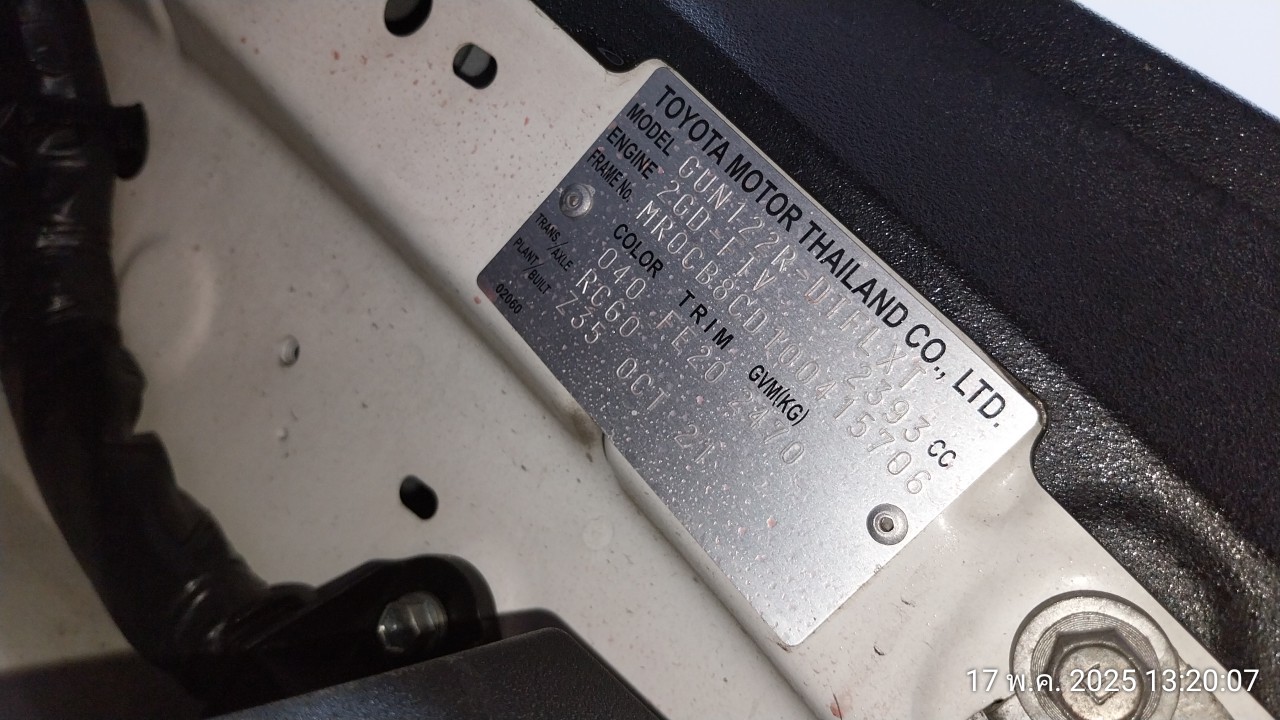 TOYOTA MOTOR THAILAND CO., LTD.
MODEL GUN122R-DTFLXT
ENGINE 2GD-FTV 2393 CC
FRAME No. MR0CB8CD100415706
COLOR TRIM GVM(KG)
040 FE20 2470
TRANS/AXLE RC60
PLANT/BUILT Z35 OCT 21
02060
17 พ.ค. 2025 13:20:07